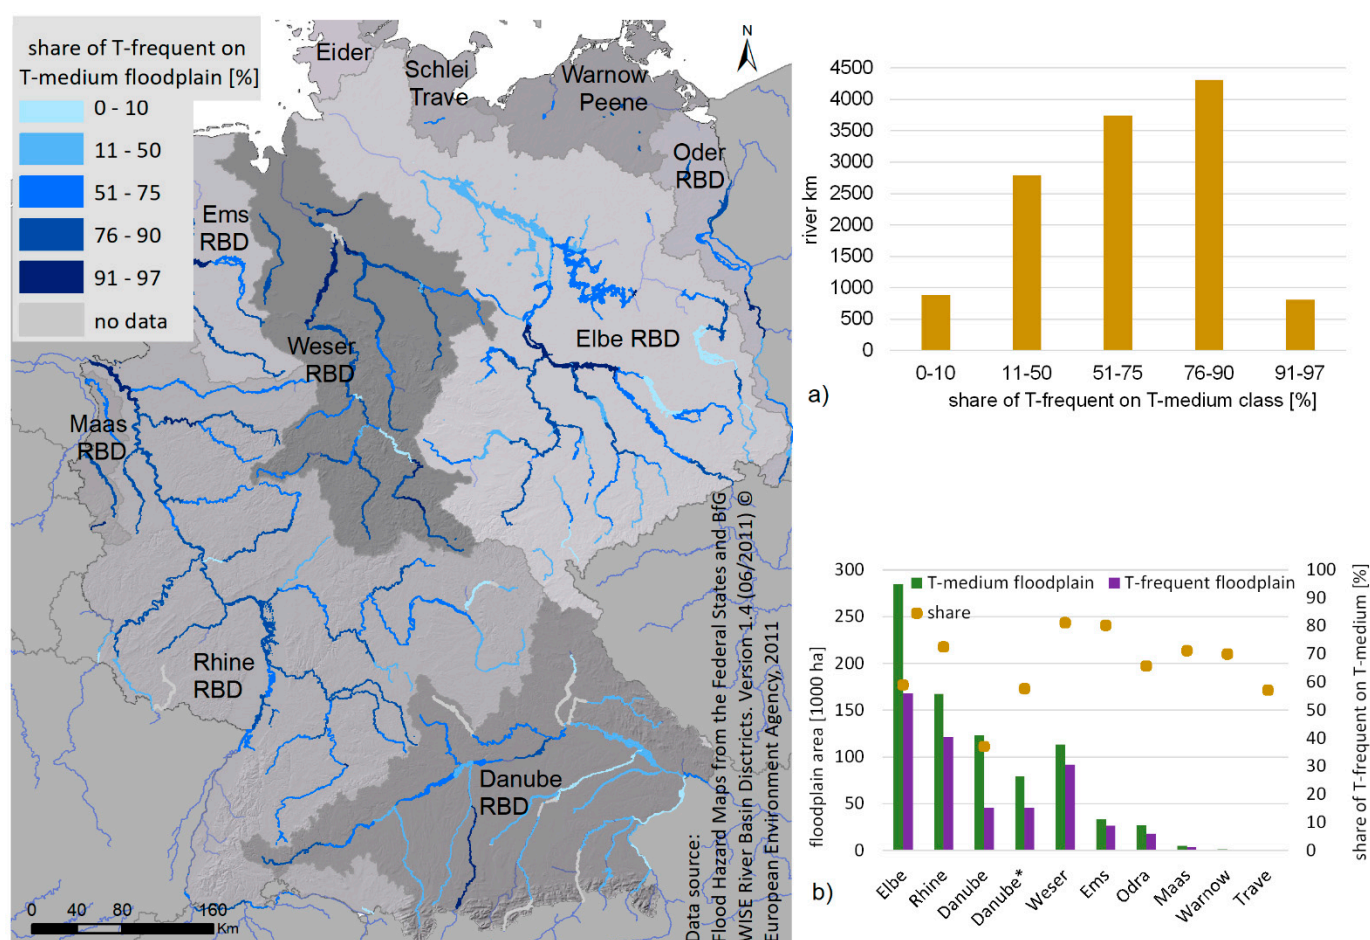 share of T-frequent on
T-medium floodplain [%]
0 - 10
11 - 50
51 - 75
76 - 90
91 - 97
no data
Eider
Schlei
Trave
Warnow
Peene
N
Oder
RBD
Ems
RBD
Weser
RBD
Elbe RBD
Maas
RBD
Rhine
RBD
Danube
RBD
0 40 80 160
Km
Data source:
Flood Hazard Maps from the Federal States and BfG
WISE River Basin Disctricts. Version 1.4 (06/2011) ©
European Environment Agency, 2011
4500
4000
3500
3000
2500
2000
1500
1000
500
0
river km
0-10 11-50 51-75 76-90 91-97
share of T-frequent on T-medium class [%]
a)
T-medium floodplain T-frequent floodplain
share
300
250
200
150
100
50
0
floodplain area [1000 ha]
100
90
80
70
60
50
40
30
20
10
0
share of T-frequent on T-medium [%]
Elbe Rhine Danube Danube* Weser Ems Odra Maas Warnow Trave
b)